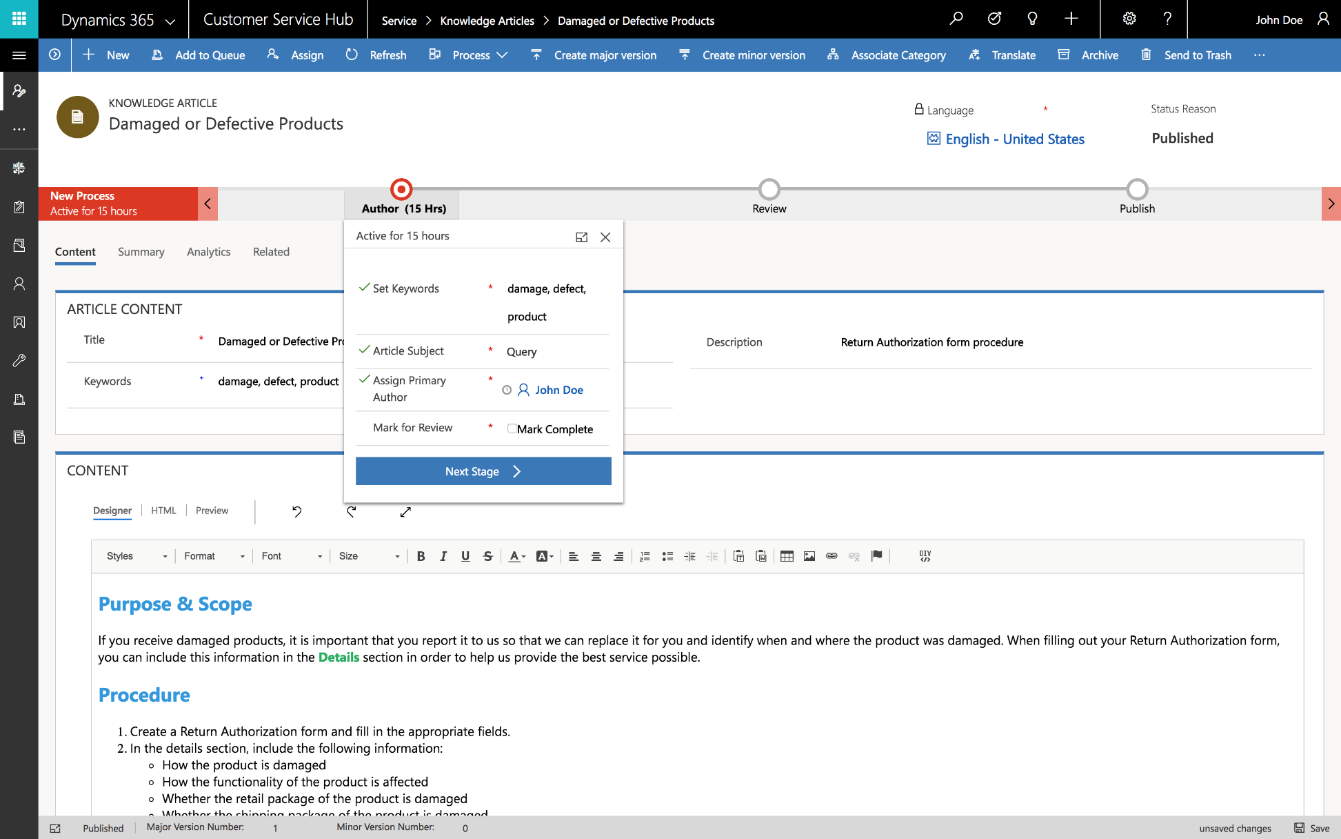 Dynamics 365
Customer Service Hub
Service > Knowledge Articles > Damaged or Defective Products
John Doe
New
Add to Queue
Assign
Refresh
Process
Create major version
Create minor version
Associate Category
Translate
Archive
Send to Trash
KNOWLEDGE ARTICLE
Damaged or Defective Products
Language *
English - United States
Status Reason
Published
New Process
Active for 15 hours
Author (15 Hrs)
Review
Publish
Content
Summary
Analytics
Related
Active for 15 hours
Set Keywords * damage, defect,
product
Article Subject * Query
Assign Primary
Author
* John Doe
Mark for Review * Mark Complete
Next Stage
ARTICLE CONTENT
Title * Damaged or Defective Pr
Keywords * damage, defect, product
Description Return Authorization form procedure
CONTENT
Designer
HTML
Preview
Styles
Format
Font
Size
B I U S A A
DIV
Purpose & Scope
If you receive damaged products, it is important that you report it to us so that we can replace it for you and identify when and where the product was damaged. When filling out your Return Authorization form,
you can include this information in the Details section in order to help us provide the best service possible.
Procedure
1. Create a Return Authorization form and fill in the appropriate fields.
2. In the details section, include the following information:
How the product is damaged
How the functionality of the product is affected
Whether the retail package of the product is damaged
Whether the shipping package of the product is damaged
Published
Major Version Number: 1
Minor Version Number: 0
unsaved changes
Save